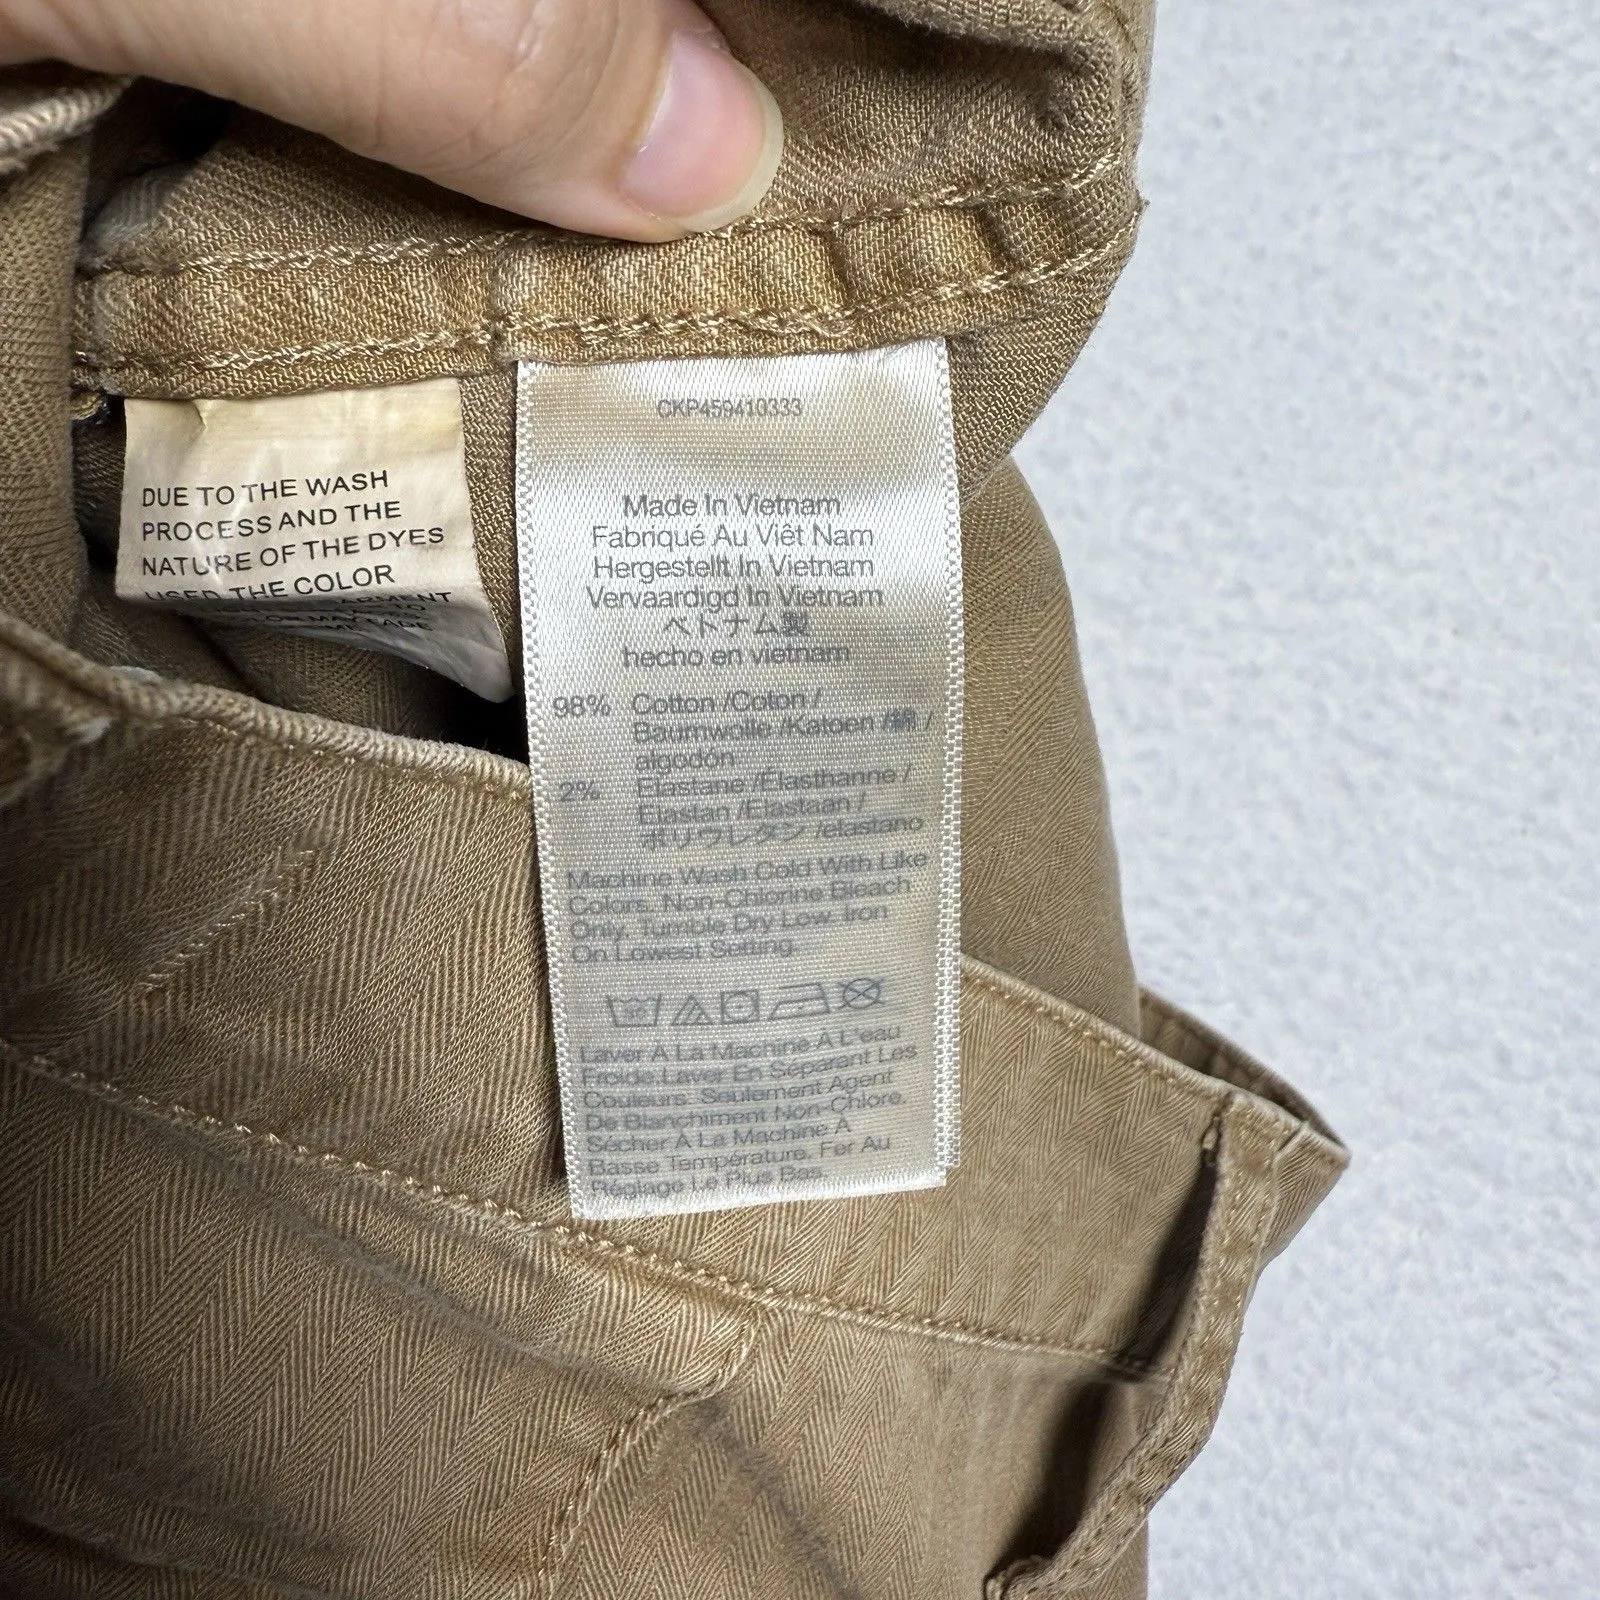 DUE TO THE WASH
PROCESS AND THE
NATURE OF THE DYES
USED THE COLOR
GARMENT
MAY FADE
CKP459410333
Made In Vietnam
Fabriqué Au Viêt Nam
Hergestellt In Vietnam
Vervaardigd In Vietnam
ベトナム製
hecho en vietnam
98% Cotton /Coton /
Baumwolle /Katoen /綿 /
algodón
2% Elastane /Élasthanne /
Elastan /Elastaan /
ポリウレタン /elastano
Machine Wash Cold With Like
Colors. Non-Chlorine Bleach
Only. Tumble Dry Low. Iron
On Lowest Setting.
30
Laver À La Machine À L'eau
Froide.Laver En Séparant Les
Couleurs. Seulement Agent
De Blanchiment Non-Chlore.
Sécher À La Machine À
Basse Température. Fer Au
Réglage Le Plus Bas.